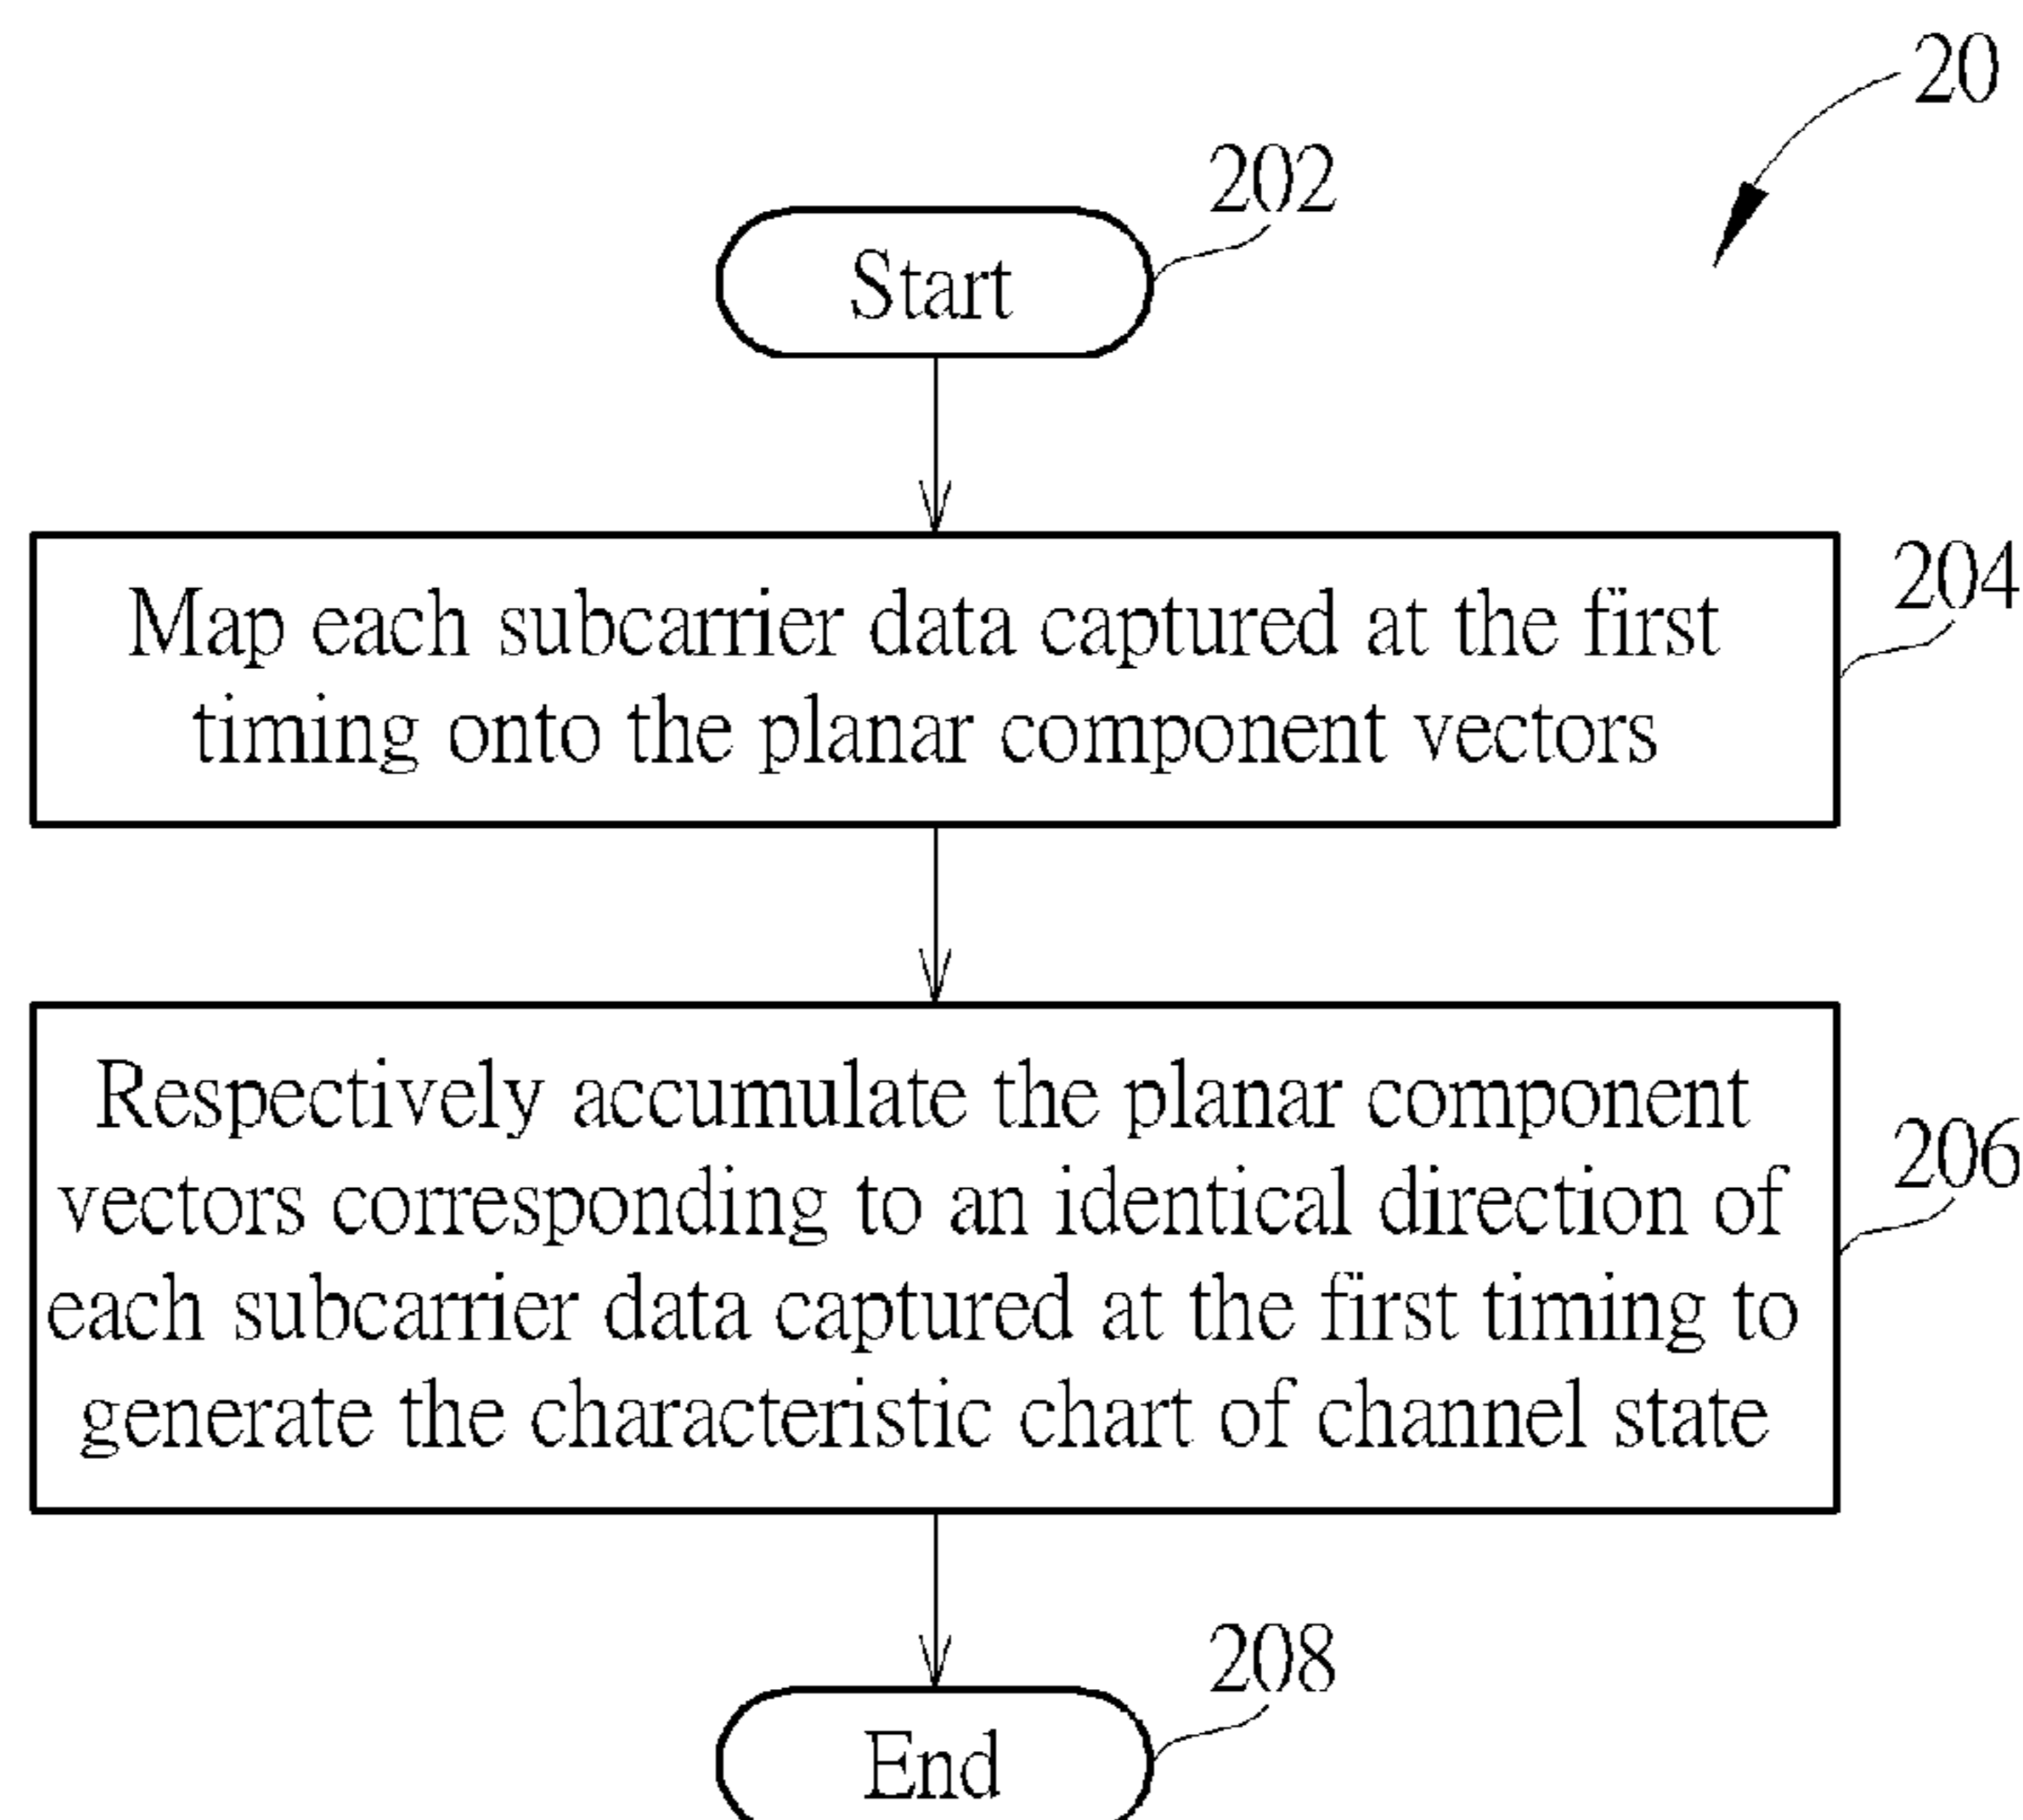 20
202
Start
204
Map each subcarrier data captured at the first
timing onto the planar component vectors
206
Respectively accumulate the planar component
vectors corresponding to an identical direction of
each subcarrier data captured at the first timing to
generate the characteristic chart of channel state
208
End